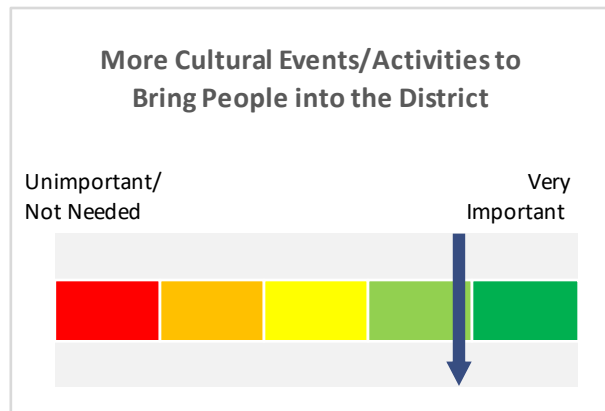 More Cultural Events/Activities to
Bring People into the District
Unimportant/
Not Needed
Very
Important